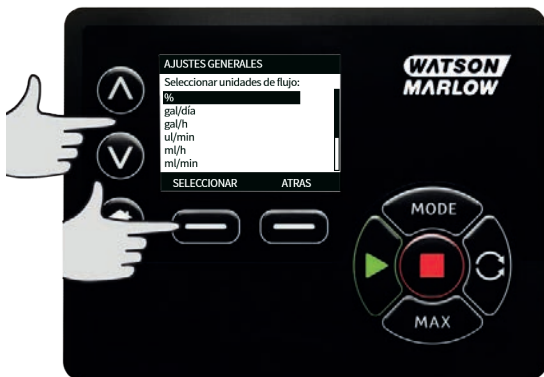 AJUSTES GENERALES
Seleccionar unidades de flujo:
%
gal/día
gal/h
ul/min
ml/h
ml/min
SELECCIONAR ATRAS
WATSON
MARLOW
MODE
MAX